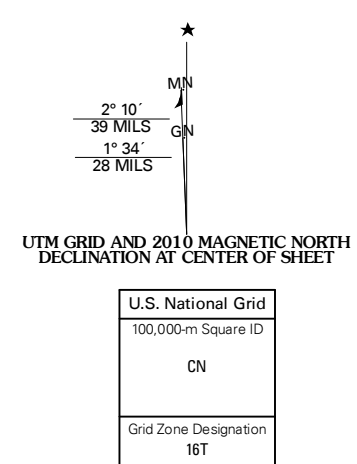 MN
2° 10´
39 MILS
GN
1° 34´
28 MILS
UTM GRID AND 2010 MAGNETIC NORTH
DECLINATION AT CENTER OF SHEET
U.S. National Grid
100,000-m Square ID
CN
Grid Zone Designation
16T